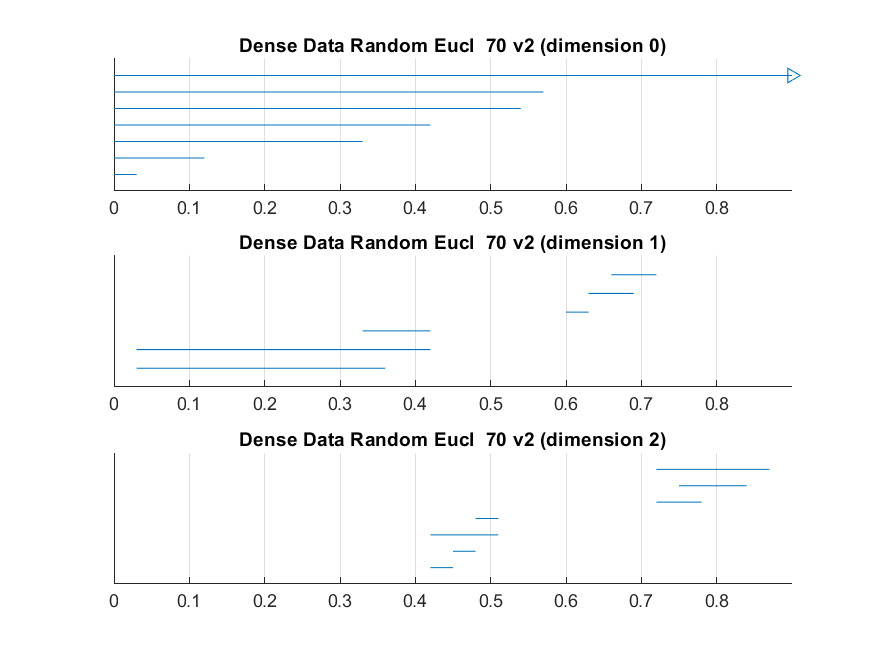 Dense Data Random Eucl  70 v2 (dimension 0)
0 0.1 0.2 0.3 0.4 0.5 0.6 0.7 0.8
Dense Data Random Eucl  70 v2 (dimension 1)
0 0.1 0.2 0.3 0.4 0.5 0.6 0.7 0.8
Dense Data Random Eucl  70 v2 (dimension 2)
0 0.1 0.2 0.3 0.4 0.5 0.6 0.7 0.8